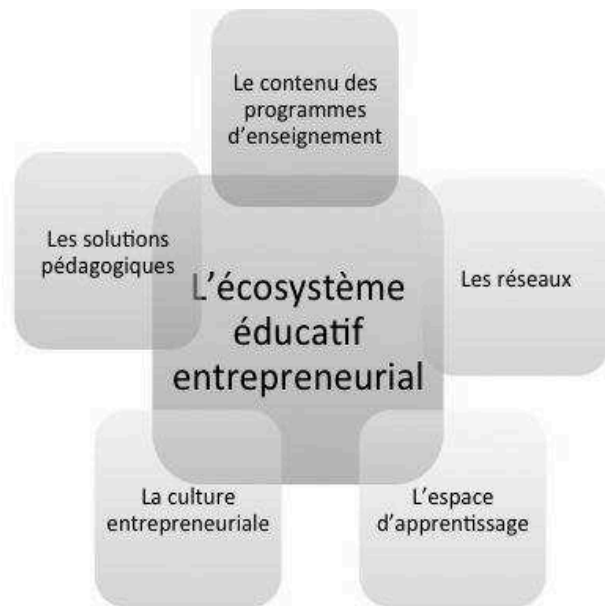 Le contenu des
programmes
d'enseignement
Les solutions
pédagogiques
L'écosystème
éducatif
entrepreneurial
Les réseaux
La culture
entrepreneuriale
L'espace
d'apprentissage